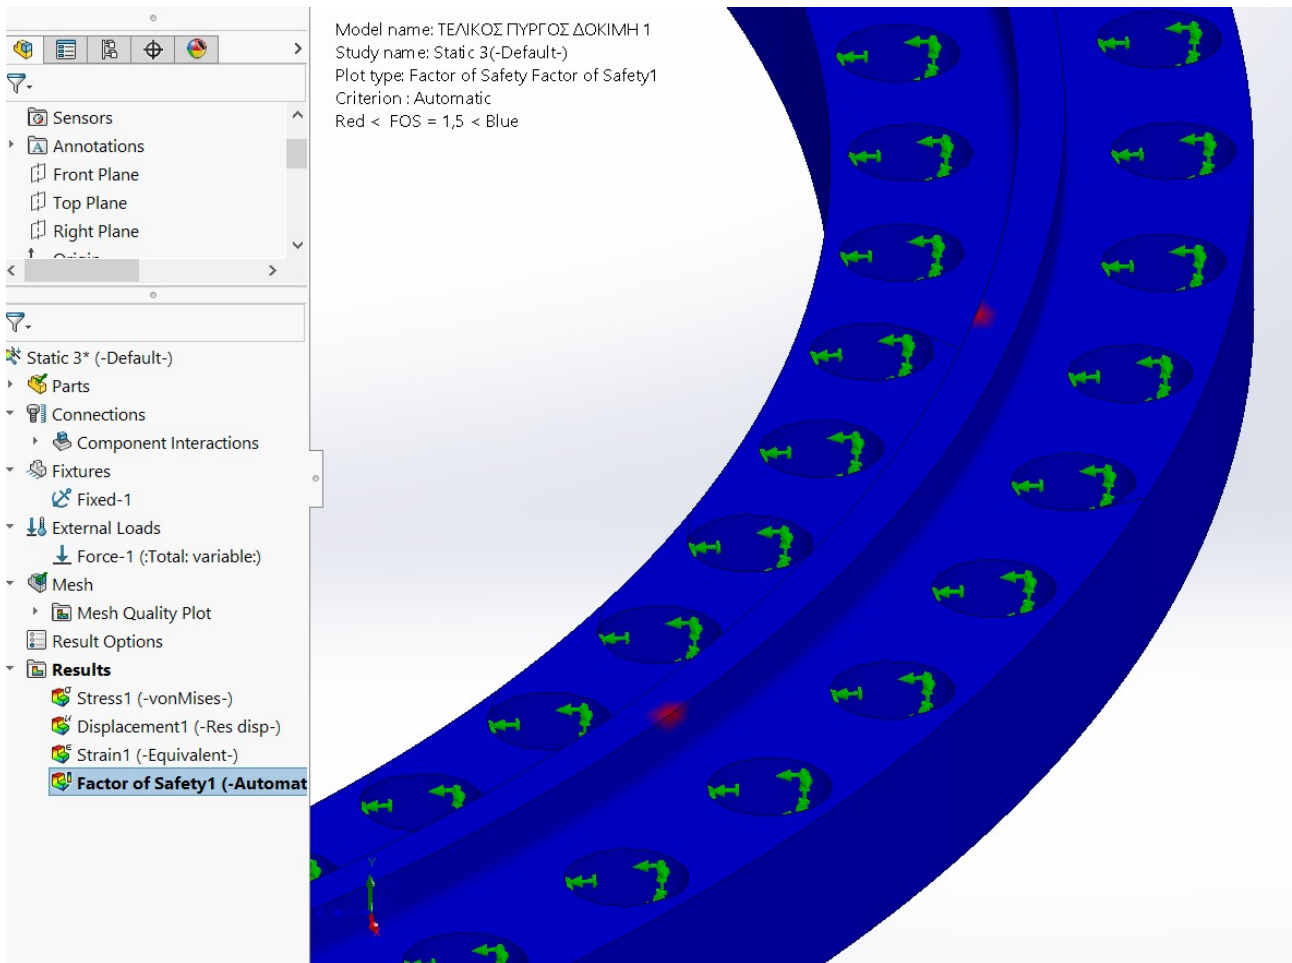 Model name: ΤΕΛΙΚΟΣ ΠΥΡΓΟΣ ΔΟΚΙΜΗ 1
Study name: Static 3(-Default-)
Plot type: Factor of Safety Factor of Safety1
Criterion : Automatic
Red < FOS = 1,5 < Blue
Sensors
Annotations
Front Plane
Top Plane
Right Plane
Static 3* (-Default-)
Parts
Connections
Component Interactions
Fixtures
Fixed-1
External Loads
Force-1 (:Total: variable:)
Mesh
Mesh Quality Plot
Result Options
Results
Stress1 (-vonMises-)
Displacement1 (-Res disp-)
Strain1 (-Equivalent-)
Factor of Safety1 (-Automat
Y